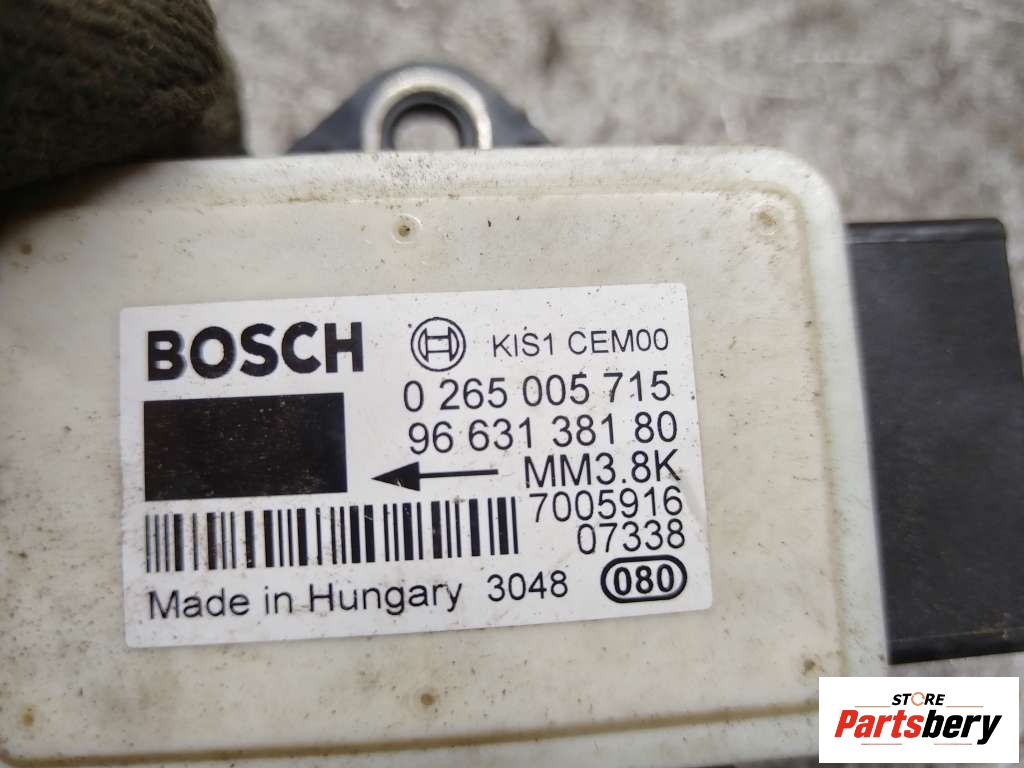 BOSCH
KIS1 CEM00
0 265 005 715
96 631 381 80
MM3.8K
7005916
07338
Made in Hungary 3048 080
STORE
Partsbery